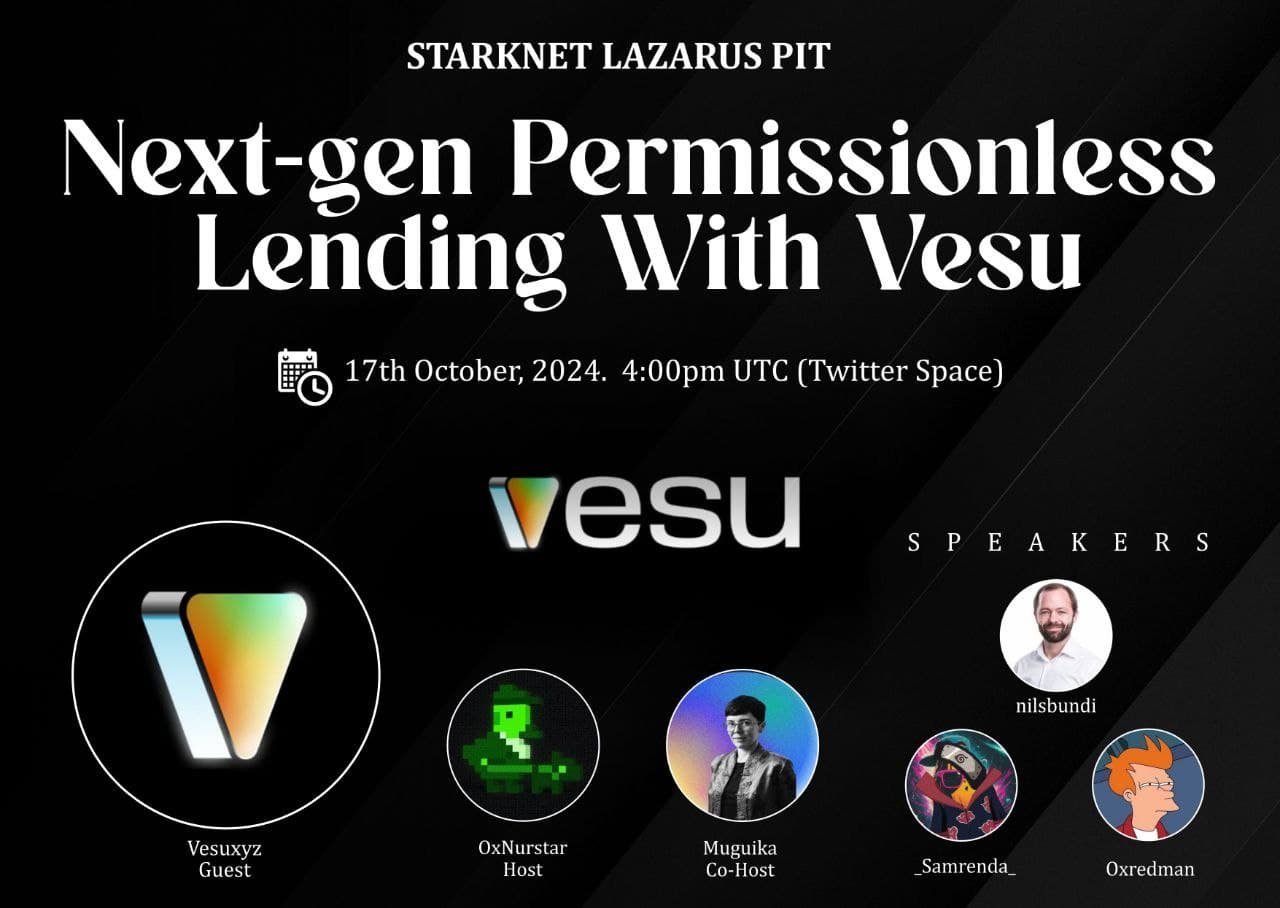 STARKNET LAZARUS PIT
Next-gen Permissionless
Lending With Vesu
17th October, 2024. 4:00pm UTC (Twitter Space)
vesu
SPEAKERS
nilsbundi
Vesuxyz
Guest
OxNurstar
Host
Muguika
Co-Host
_Samrenda_
Oxredman